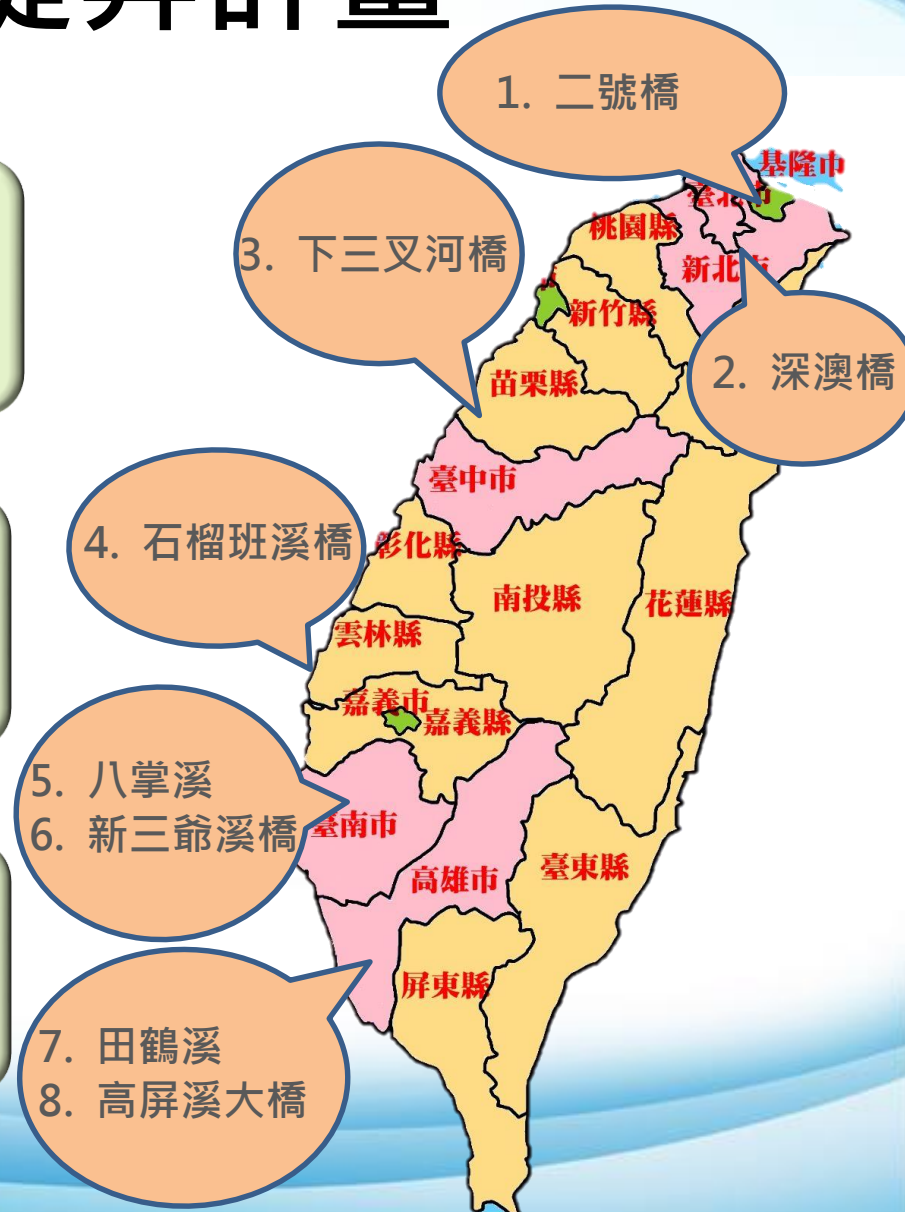 計畫
1. 二號橋
基隆市
桃園縣
新北市
3. 下三叉河橋
新竹縣
2. 深澳橋
苗栗縣
臺中市
4. 石榴班溪橋
彰化縣
南投縣
花蓮縣
雲林縣
嘉義市
嘉義縣
5. 八掌溪
6. 新三爺溪橋
臺南市
高雄市
臺東縣
屏東縣
7. 田鶴溪
8. 高屏溪大橋